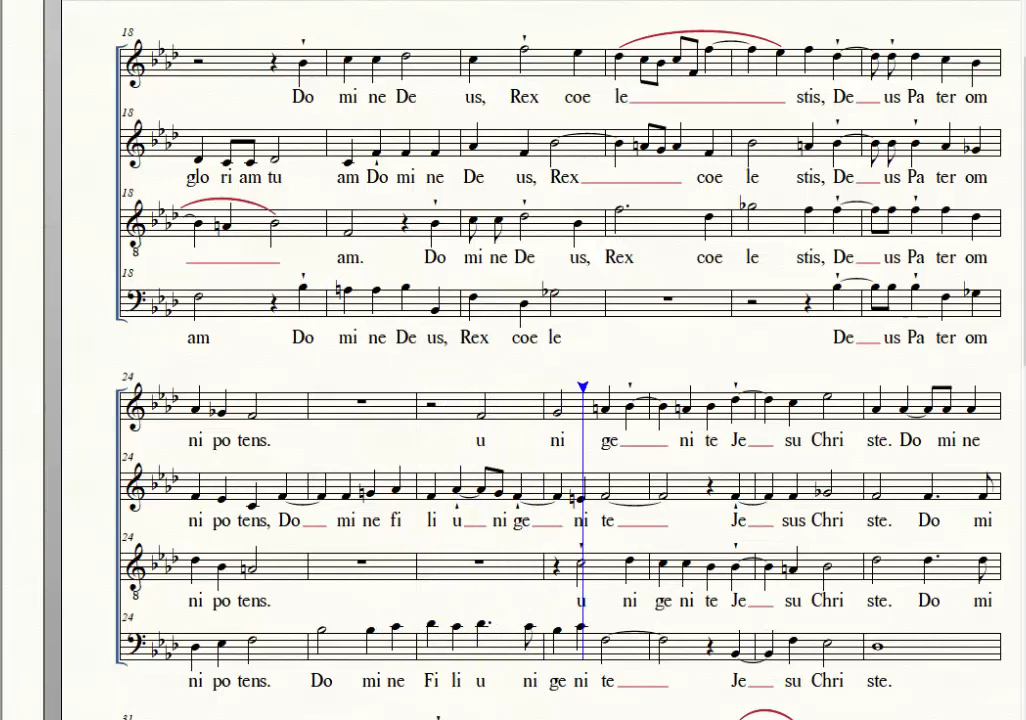 18
Do mi ne De us, Rex coe le stis, De us Pa ter om
18
glo ri am tu am Do mi ne De us, Rex coe le stis, De us Pa ter om
18
8
am. Do mi ne De us, Rex coe le stis, De us Pa ter om
18
am Do mi ne De us, Rex coe le De us Pa ter om
24
ni po tens. u ni ge ni te Je su Chri ste. Do mi ne
24
ni po tens, Do mi ne fi li u ni ge ni te Je sus Chri ste. Do mi
24
8
ni po tens. u ni ge ni te Je su Chri ste. Do mi
24
ni po tens. Do mi ne Fi li u ni ge ni te Je su Chri ste.
31